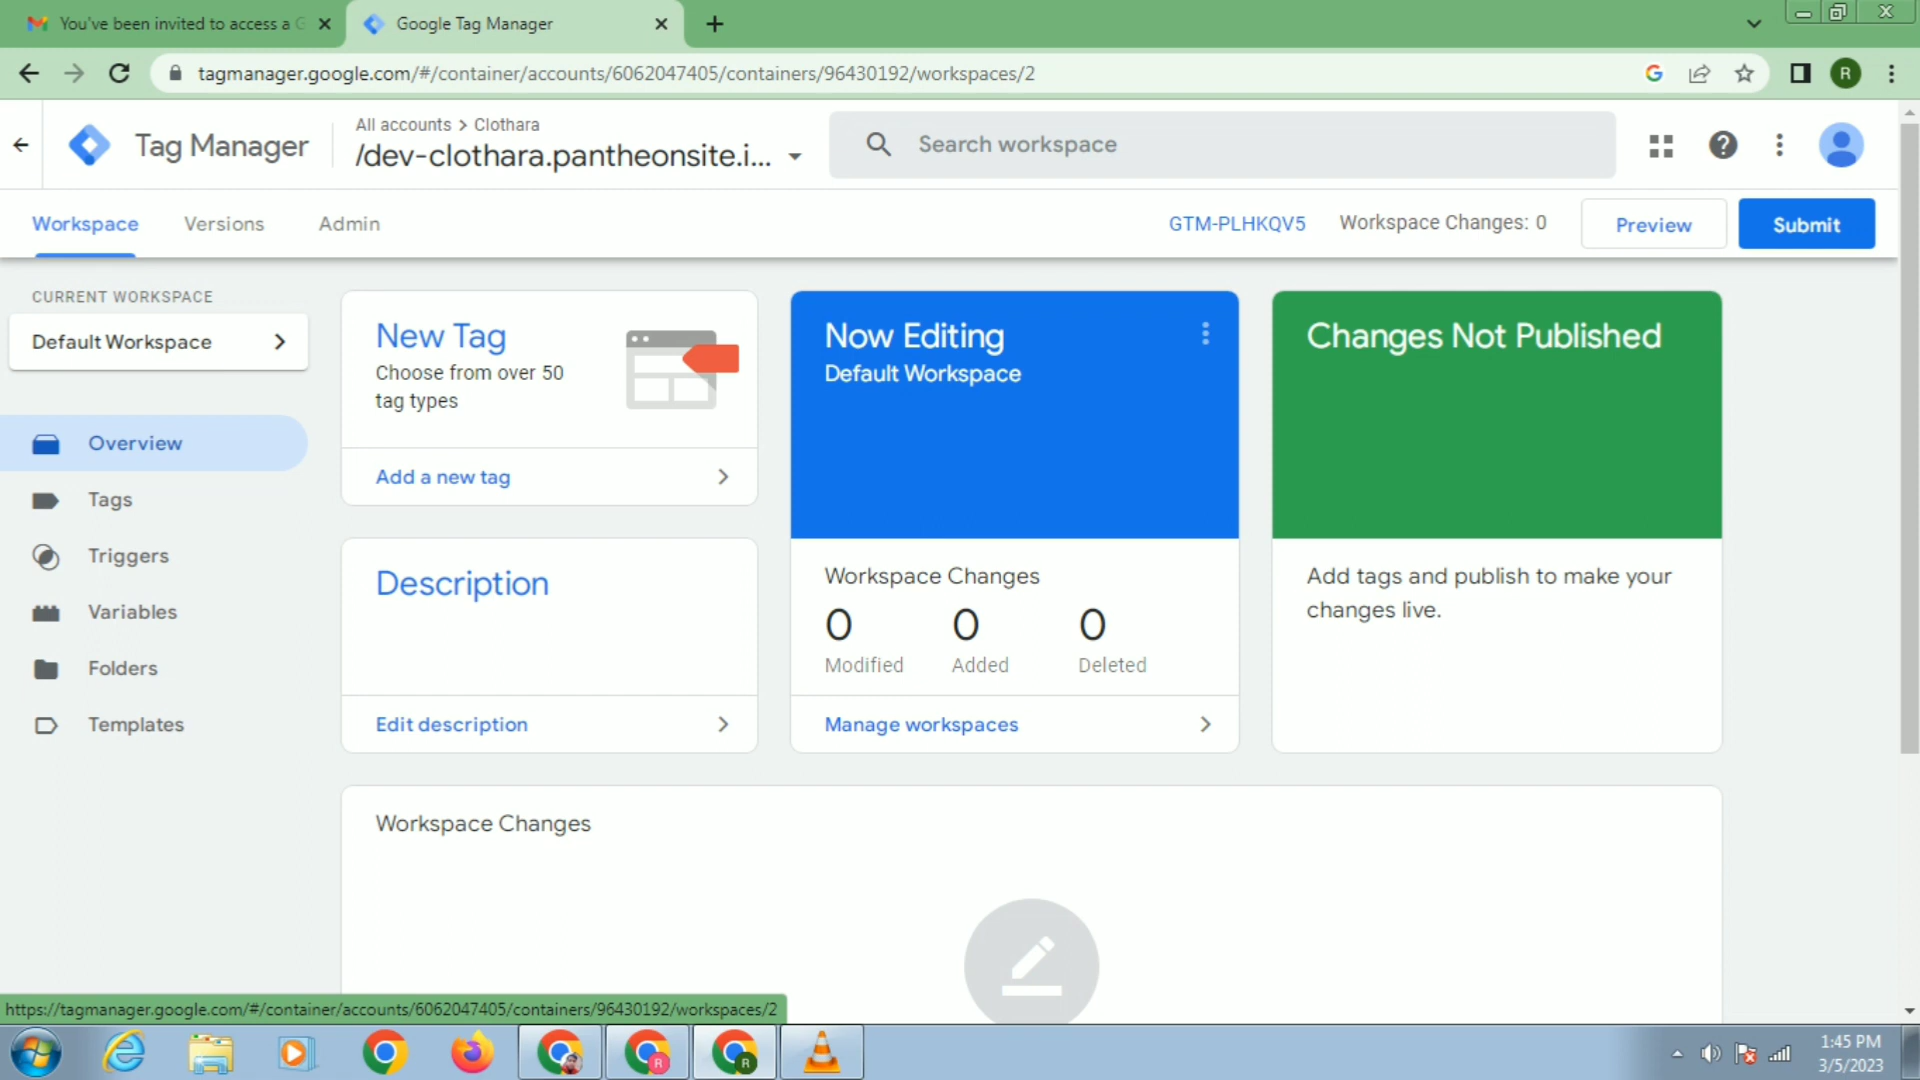 You've been invited to access a G
Google Tag Manager
tagmanager.google.com/#/container/accounts/6062047405/containers/96430192/workspaces/2
G
R
Tag Manager
All accounts > Clothara
/dev-clothara.pantheonsite.i...
Search workspace
Workspace
Versions
Admin
GTM-PLHKQV5
Workspace Changes: 0
Preview
Submit
CURRENT WORKSPACE
Default Workspace
Overview
Tags
Triggers
Variables
Folders
Templates
New Tag
Choose from over 50
tag types
Add a new tag
Description
Edit description
Now Editing
Default Workspace
Workspace Changes
0 0 0
Modified Added Deleted
Manage workspaces
Changes Not Published
Add tags and publish to make your
changes live.
Workspace Changes
https://tagmanager.google.com/#/container/accounts/6062047405/containers/96430192/workspaces/2
R
R
1:45 PM
3/5/2023